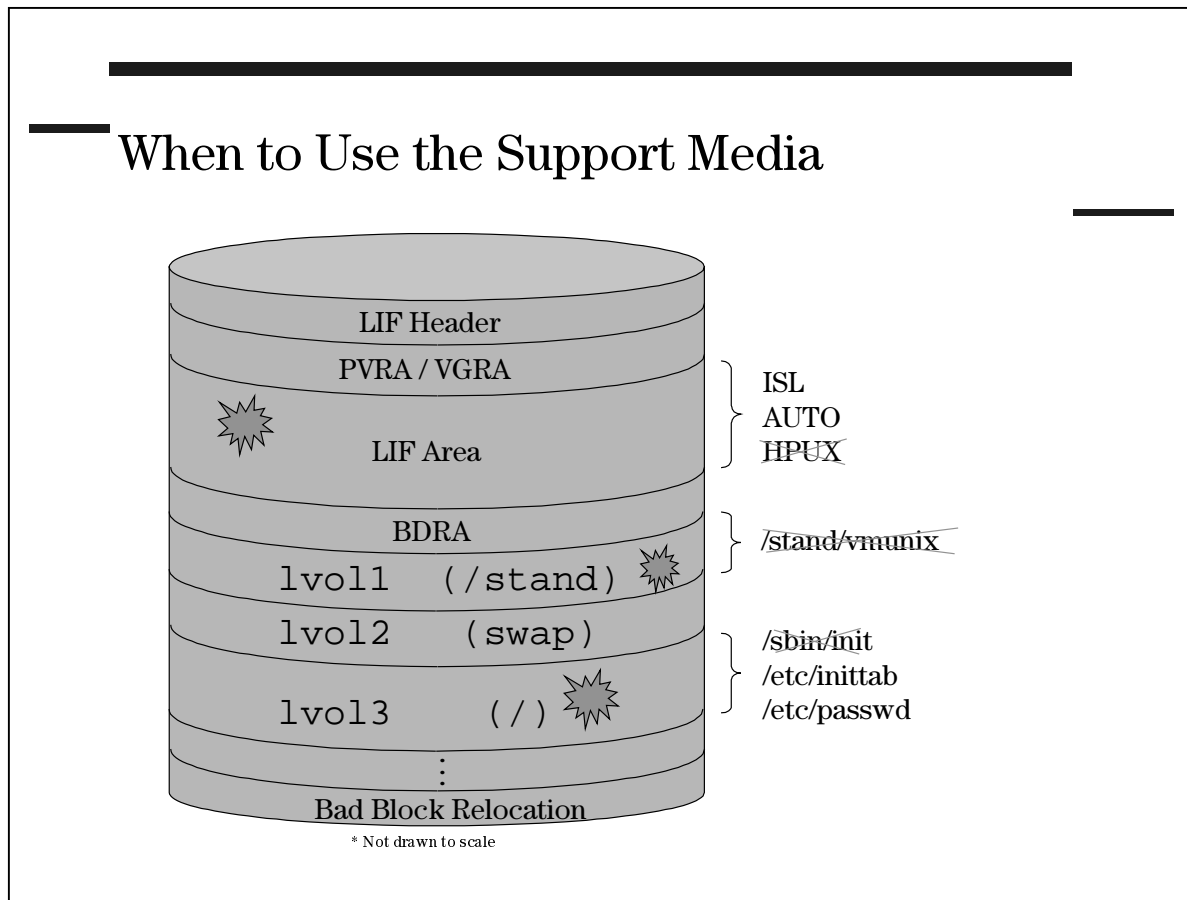 When to Use the Support Media
LIF Header
PVRA / VGRA
LIF Area
BDRA
lvol1 (/stand)
lvol2 (swap)
lvol3 (/)
⋮
Bad Block Relocation
* Not drawn to scale
ISL
AUTO
HPUX
/stand/vmunix
/sbin/init
/etc/inittab
/etc/passwd